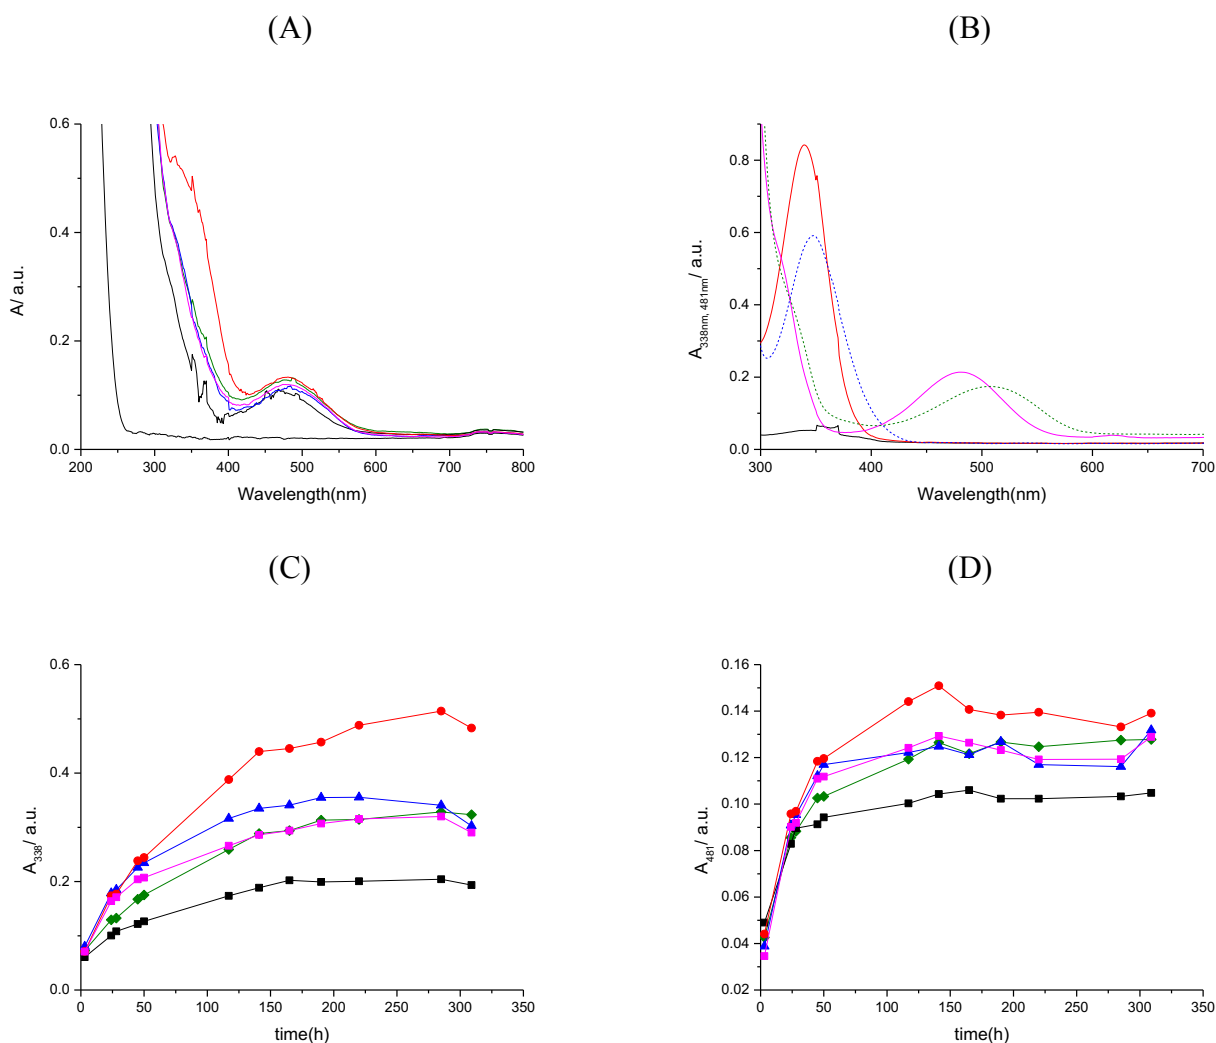 (A)
(B)
0.6
0.4
0.2
0.0
A/ a.u.
200 300 400 500 600 700 800
Wavelength(nm)
0.8
0.6
0.4
0.2
0.0
A338nm, 481nm/ a.u.
300 400 500 600 700
Wavelength(nm)
(C)
(D)
0.6
0.4
0.2
0.0
A338/ a.u.
0 50 100 150 200 250 300 350
time(h)
0.16
0.14
0.12
0.10
0.08
0.06
0.04
0.02
A481/ a.u.
0 50 100 150 200 250 300 350
time(h)